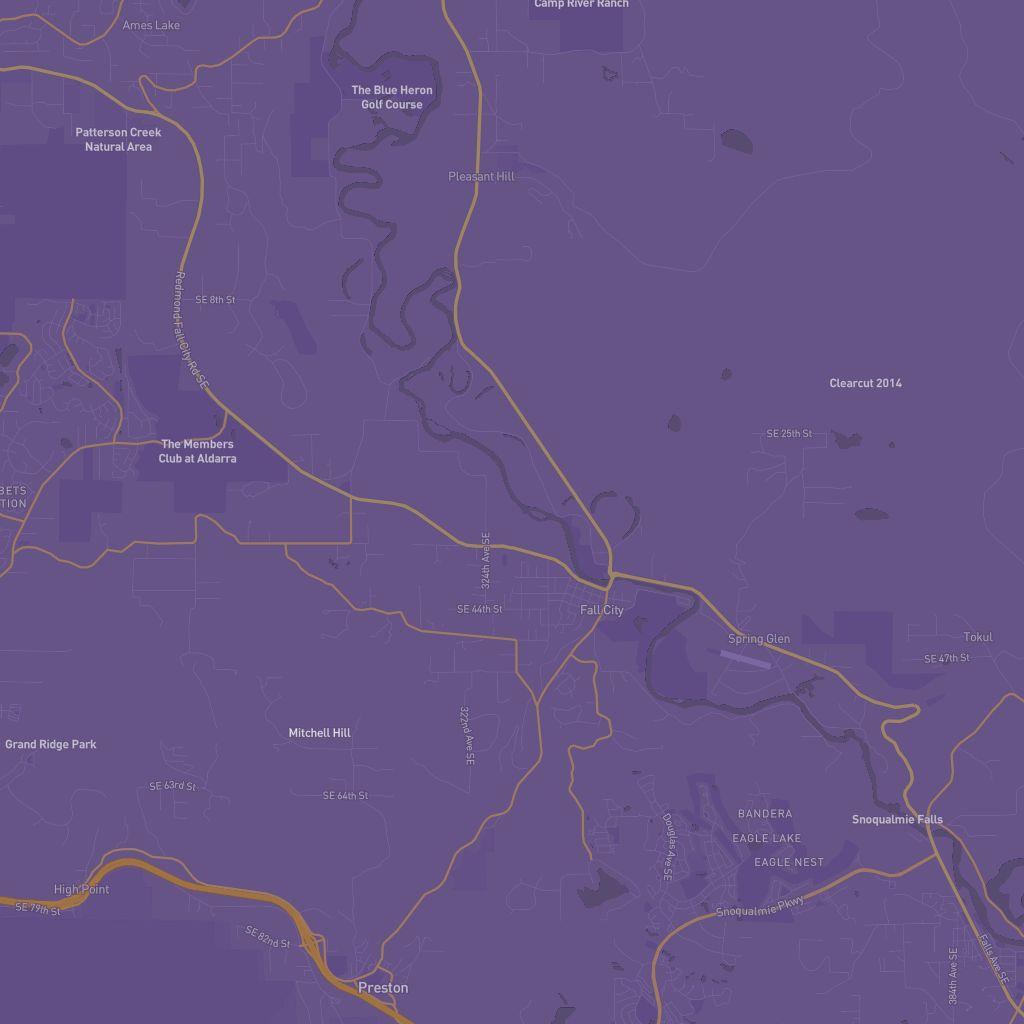 Camp River Ranch
Ames Lake
The Blue Heron
Golf Course
Patterson Creek
Natural Area
Pleasant Hill
Redmond Fall City Rd SE
SE 8th St
Clearcut 2014
SE 25th St
The Members
Club at Aldarra
BETS
TION
324th Ave SE
SE 44th St
Fall City
Spring Glen
Tokul
SE 47th St
322nd Ave SE
Mitchell Hill
Grand Ridge Park
SE 63rd St
SE 64th St
BANDERA
EAGLE LAKE
EAGLE NEST
Snoqualmie Falls
Douglas Ave SE
High Point
SE 79th St
SE 82nd St
Snoqualmie Pkwy
Falls Ave SE
384th Ave SE
Preston